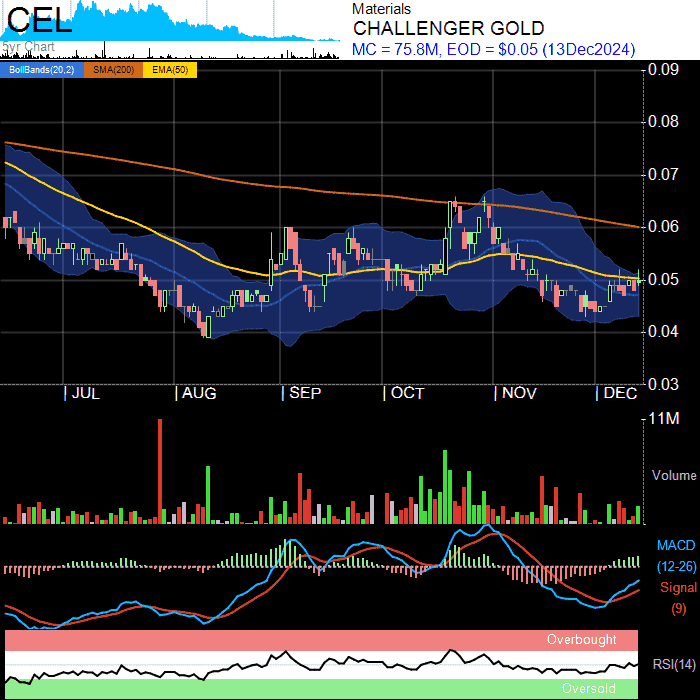 CEL
5yr Chart
Materials
CHALLENGER GOLD
MC = 75.8M, EOD = $0.05 (13Dec2024)
BollBands(20,2) SMA(200) EMA(50)
0.09
0.08
0.07
0.06
0.05
0.04
0.03
JUL AUG SEP OCT NOV DEC
11M
Volume
MACD
(12-26)
Signal
(9)
Overbought
RSI(14)
Oversold